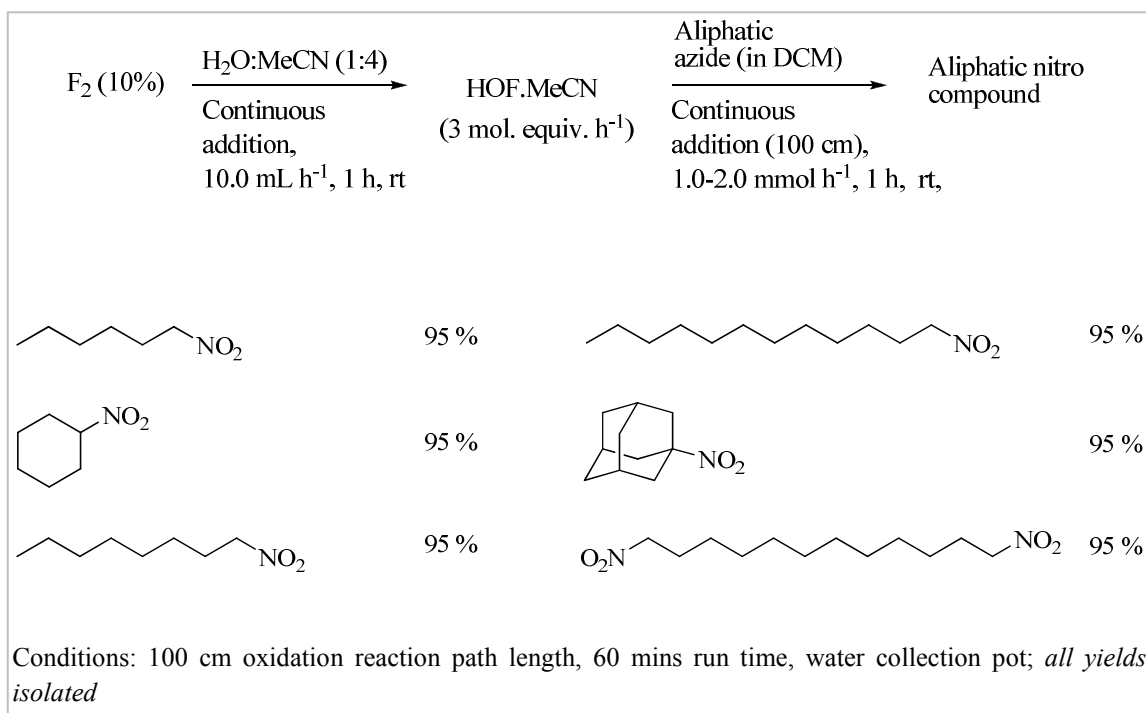 F₂ (10%)
H₂O:MeCN (1:4)
Continuous
addition,
10.0 mL h⁻¹, 1 h, rt
HOF.MeCN
(3 mol. equiv. h⁻¹)
Aliphatic
azide (in DCM)
Continuous
addition (100 cm),
1.0-2.0 mmol h⁻¹, 1 h, rt,
Aliphatic nitro
compound
NO₂
95 %
NO₂
95 %
NO₂
95 %
NO₂
95 %
NO₂
95 %
O₂N
NO₂
95 %
Conditions: 100 cm oxidation reaction path length, 60 mins run time, water collection pot; all yields
isolated